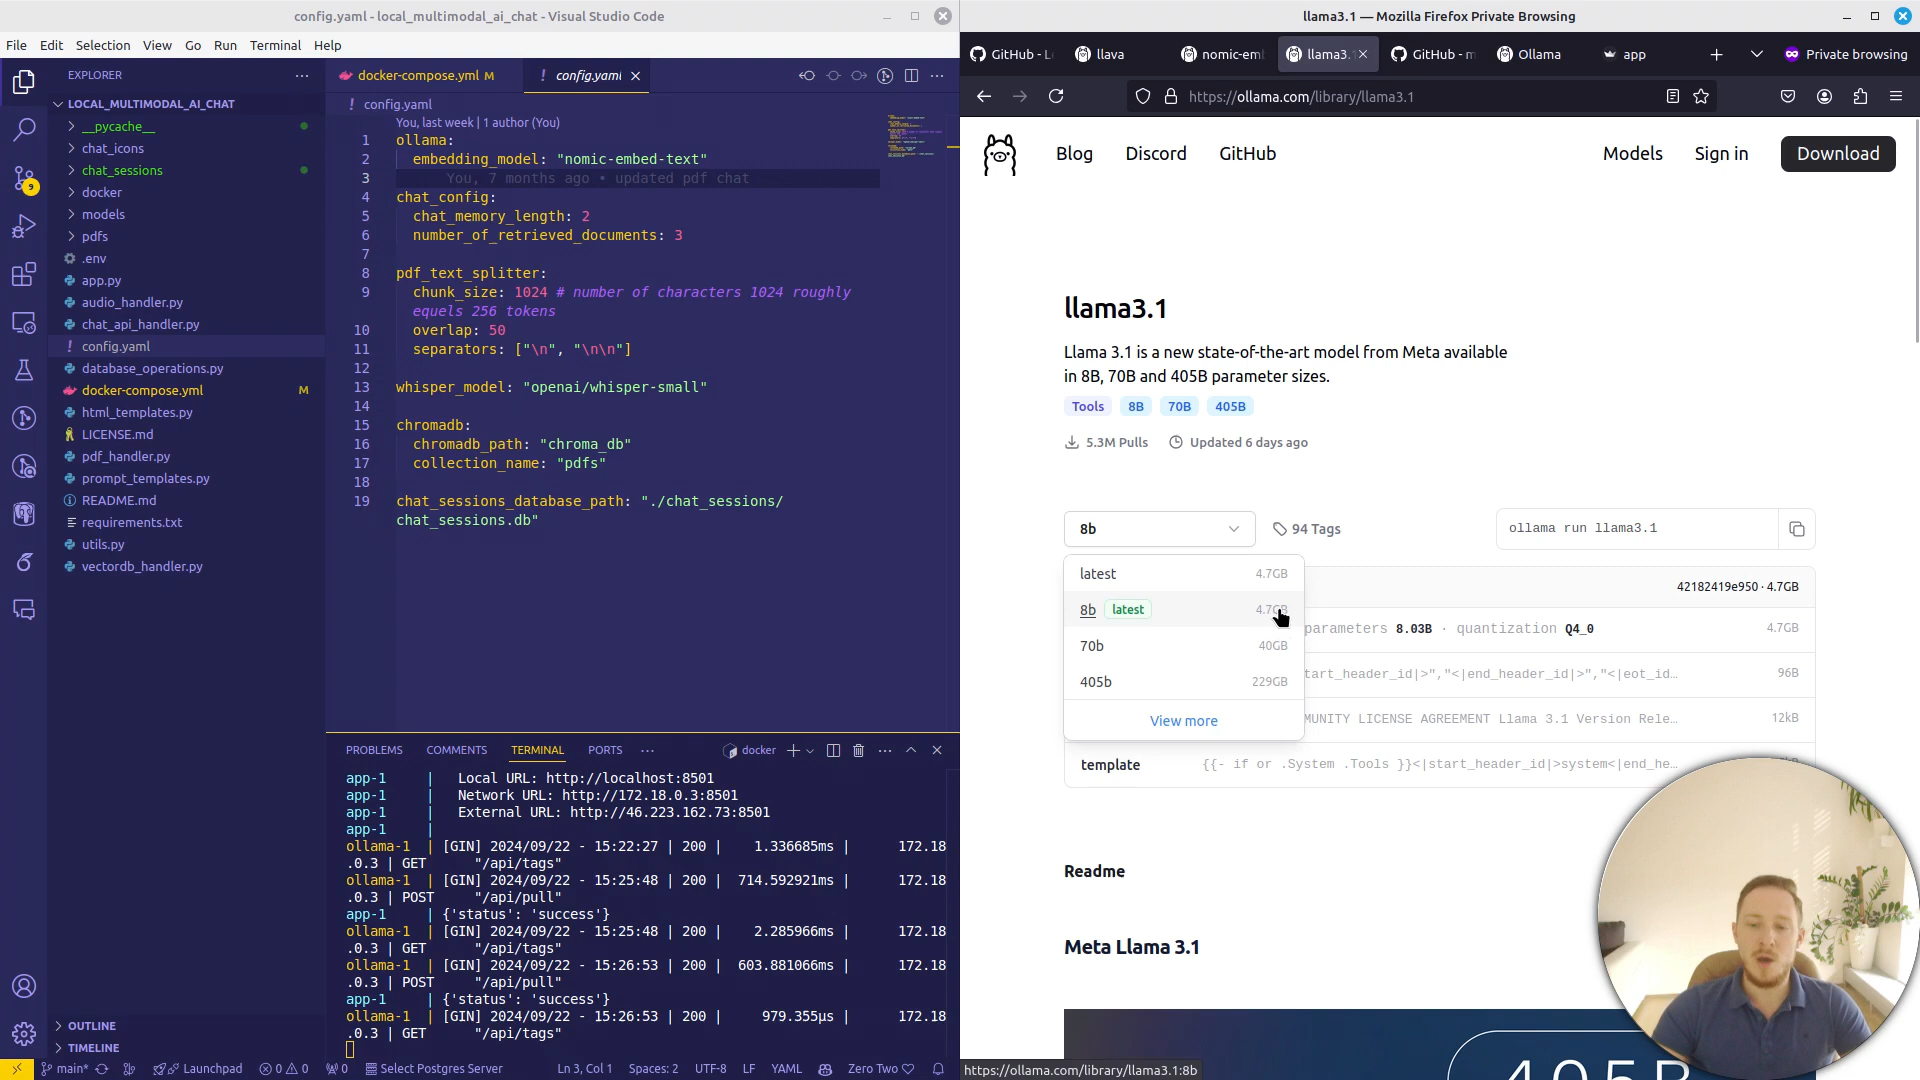 config.yaml - local_multimodal_ai_chat - Visual Studio Code
File Edit Selection View Go Run Terminal Help
EXPLORER
LOCAL_MULTIMODAL_AI_CHAT
__pycache__
chat_icons
chat_sessions
docker
models
pdfs
.env
app.py
audio_handler.py
chat_api_handler.py
config.yaml
database_operations.py
docker-compose.yml M
html_templates.py
LICENSE.md
pdf_handler.py
prompt_templates.py
README.md
requirements.txt
utils.py
vectordb_handler.py
OUTLINE
TIMELINE
9
docker-compose.yml M
! config.yaml
! config.yaml
You, last week | 1 author (You)
1 ollama:
2 embedding_model: "nomic-embed-text"
3 You, 7 months ago • updated pdf chat
4 chat_config:
5 chat_memory_length: 2
6 number_of_retrieved_documents: 3
7
8 pdf_text_splitter:
9 chunk_size: 1024 # number of characters 1024 roughly
equels 256 tokens
10 overlap: 50
11 separators: ["\n", "\n\n"]
12
13 whisper_model: "openai/whisper-small"
14
15 chromadb:
16 chromadb_path: "chroma_db"
17 collection_name: "pdfs"
18
19 chat_sessions_database_path: "./chat_sessions/
chat_sessions.db"
PROBLEMS COMMENTS TERMINAL PORTS docker
app-1 | Local URL: http://localhost:8501
app-1 | Network URL: http://172.18.0.3:8501
app-1 | External URL: http://46.223.162.73:8501
app-1 |
ollama-1 | [GIN] 2024/09/22 - 15:22:27 | 200 | 1.336685ms | 172.18
.0.3 | GET "/api/tags"
ollama-1 | [GIN] 2024/09/22 - 15:25:48 | 200 | 714.592921ms | 172.18
.0.3 | POST "/api/pull"
app-1 | {'status': 'success'}
ollama-1 | [GIN] 2024/09/22 - 15:25:48 | 200 | 2.285966ms | 172.18
.0.3 | GET "/api/tags"
ollama-1 | [GIN] 2024/09/22 - 15:26:53 | 200 | 603.881066ms | 172.18
.0.3 | POST "/api/pull"
app-1 | {'status': 'success'}
ollama-1 | [GIN] 2024/09/22 - 15:26:53 | 200 | 979.355µs | 172.18
.0.3 | GET "/api/tags"
main* Launchpad 0 0 0 Select Postgres Server Ln 3, Col 1 Spaces: 2 UTF-8 LF YAML Zero Two
llama3.1 — Mozilla Firefox Private Browsing
GitHub - L llava nomic-em llama3. GitHub - m Ollama app Private browsing
https://ollama.com/library/llama3.1
Blog Discord GitHub Models Sign in Download
llama3.1
Llama 3.1 is a new state-of-the-art model from Meta available
in 8B, 70B and 405B parameter sizes.
Tools 8B 70B 405B
5.3M Pulls Updated 6 days ago
8b 94 Tags ollama run llama3.1
latest 4.7GB
8b latest 4.7GB
70b 40GB
405b 229GB
View more
42182419e950 · 4.7GB
parameters 8.03B · quantization Q4_0 4.7GB
tart_header_id|>","<|end_header_id|>","<|eot_id… 96B
MUNITY LICENSE AGREEMENT Llama 3.1 Version Rele… 12kB
template {{- if or .System .Tools }}<|start_header_id|>system<|end_he…
Readme
Meta Llama 3.1
405B
https://ollama.com/library/llama3.1:8b